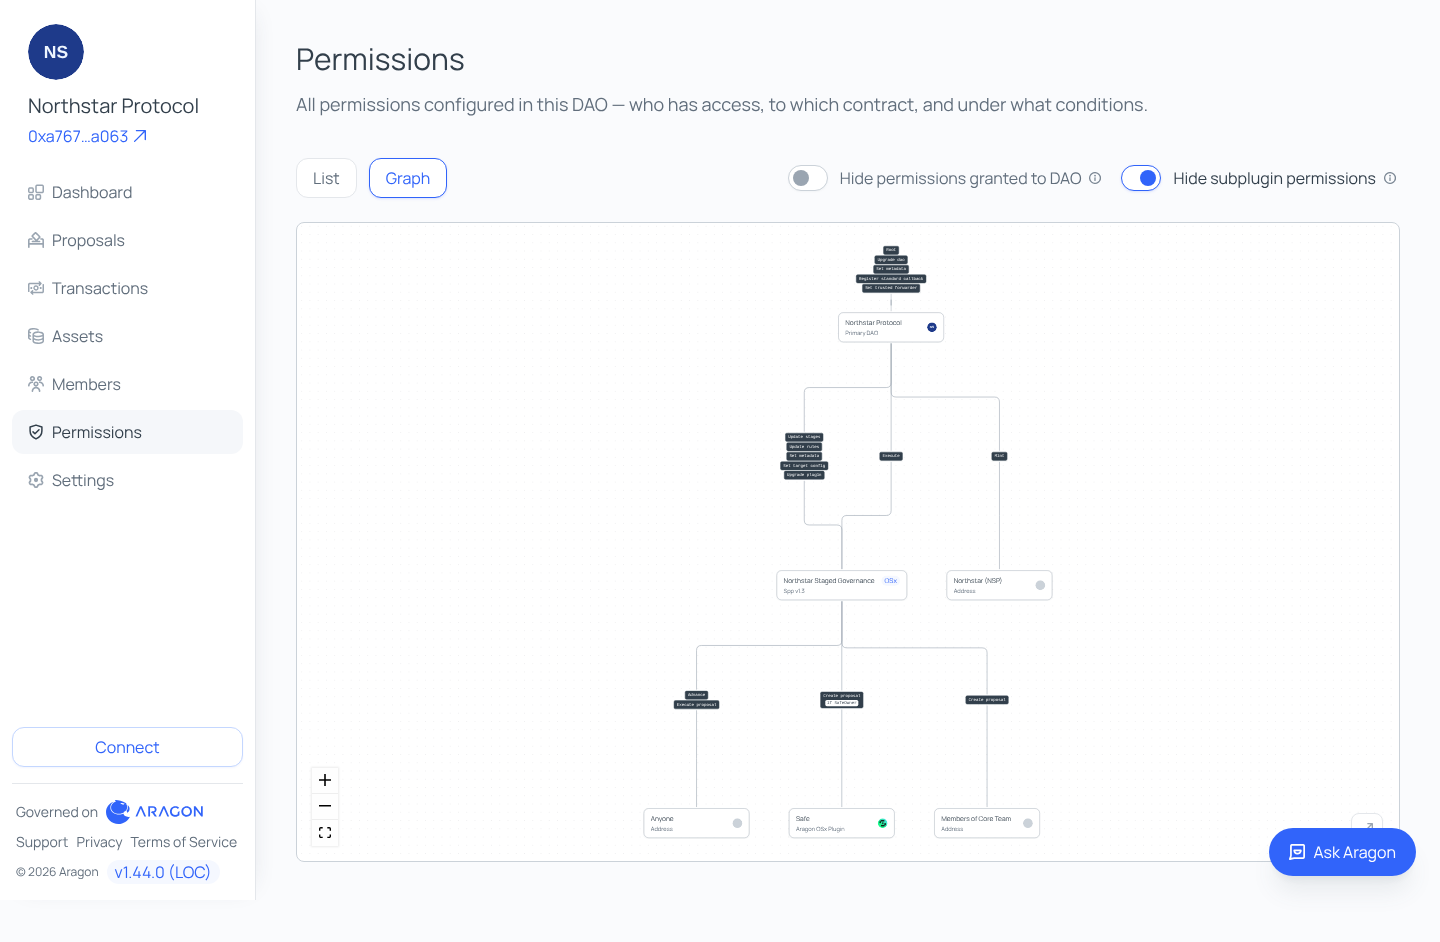 NS
Northstar Protocol
0xa767...a063
Dashboard
Proposals
Transactions
Assets
Members
Permissions
Settings
Connect
Governed on ARAGON
Support Privacy Terms of Service
© 2026 Aragon v1.44.0 (LOC)
Permissions
All permissions configured in this DAO — who has access, to which contract, and under what conditions.
List Graph Hide permissions granted to DAO Hide subplugin permissions
Root
Upgrade dao
Set metadata
Register standard callback
Set trusted forwarder
Northstar Protocol
Primary DAO
Update stages
Update rules
Set metadata
Set target config
Upgrade plugin
Execute
Mint
Northstar Staged Governance OSx
Spp v1.3
Northstar (NSP)
Address
Advance
Execute proposal
Create proposal
if SafeOwner
Create proposal
Anyone
Address
Safe
Aragon OSx Plugin
Members of Core Team
Address
Ask Aragon